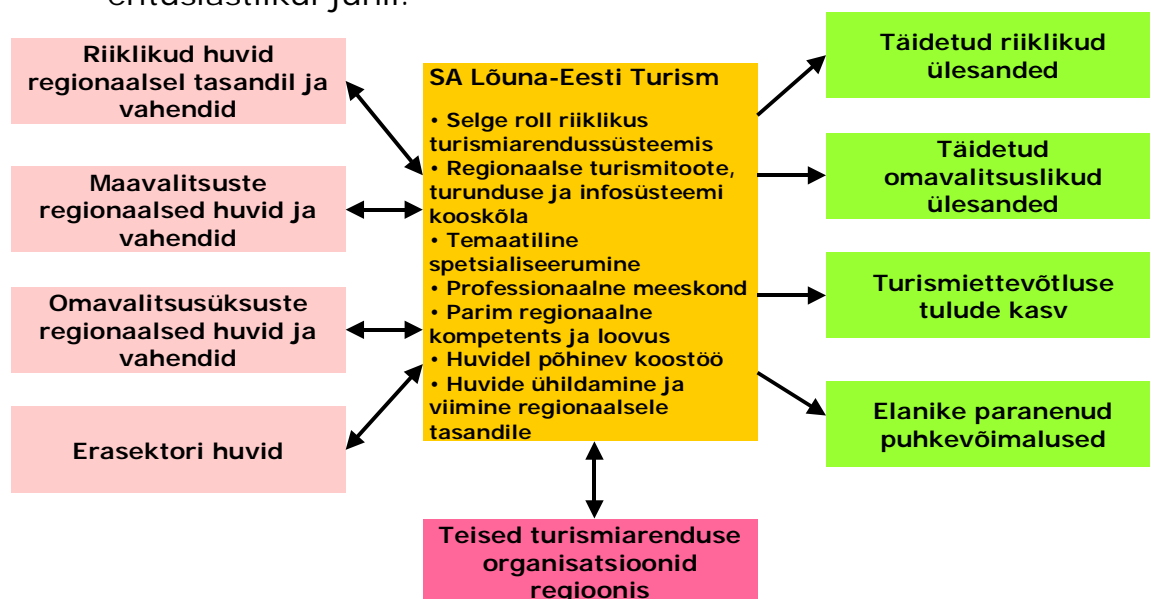 entusiastlikul juhil.
Riiklikud huvid
regionaalsel tasandil ja
vahendid
Maavalitsuste
regionaalsed huvid ja
vahendid
Omavalitsusüksuste
regionaalsed huvid ja
vahendid
Erasektori huvid
SA Lõuna-Eesti Turism
• Selge roll riiklikus
turismiarendussüsteemis
• Regionaalse turismitoote,
turunduse ja infosüsteemi
kooskõla
• Temaatiline
spetsialiseerumine
• Professionaalne meeskond
• Parim regionaalne
kompetents ja loovus
• Huvidel põhinev koostöö
• Huvide ühildamine ja
viimine regionaalsele
tasandile
Täidetud riiklikud
ülesanded
Täidetud
omavalitsuslikud
ülesanded
Turismiettevõtluse
tulude kasv
Elanike paranenud
puhkevõimalused
Teised turismiarenduse
organisatsioonid
regioonis